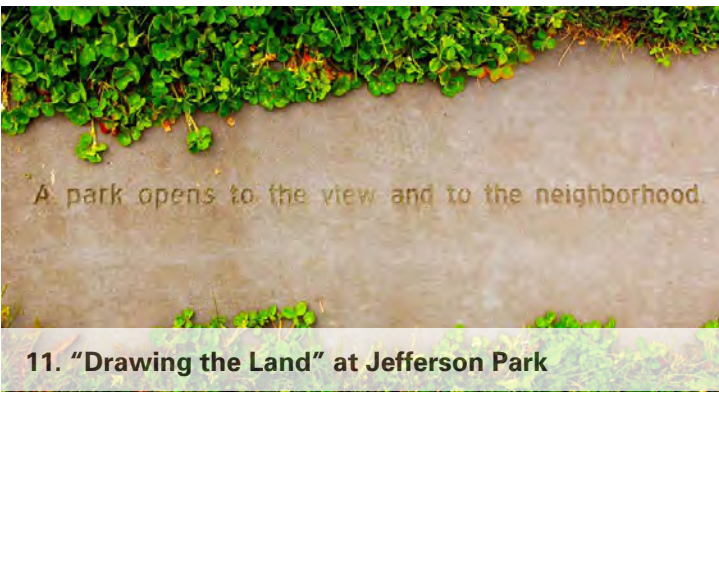 A park opens to the view and to the neighborhood.
11. “Drawing the Land” at Jefferson Park